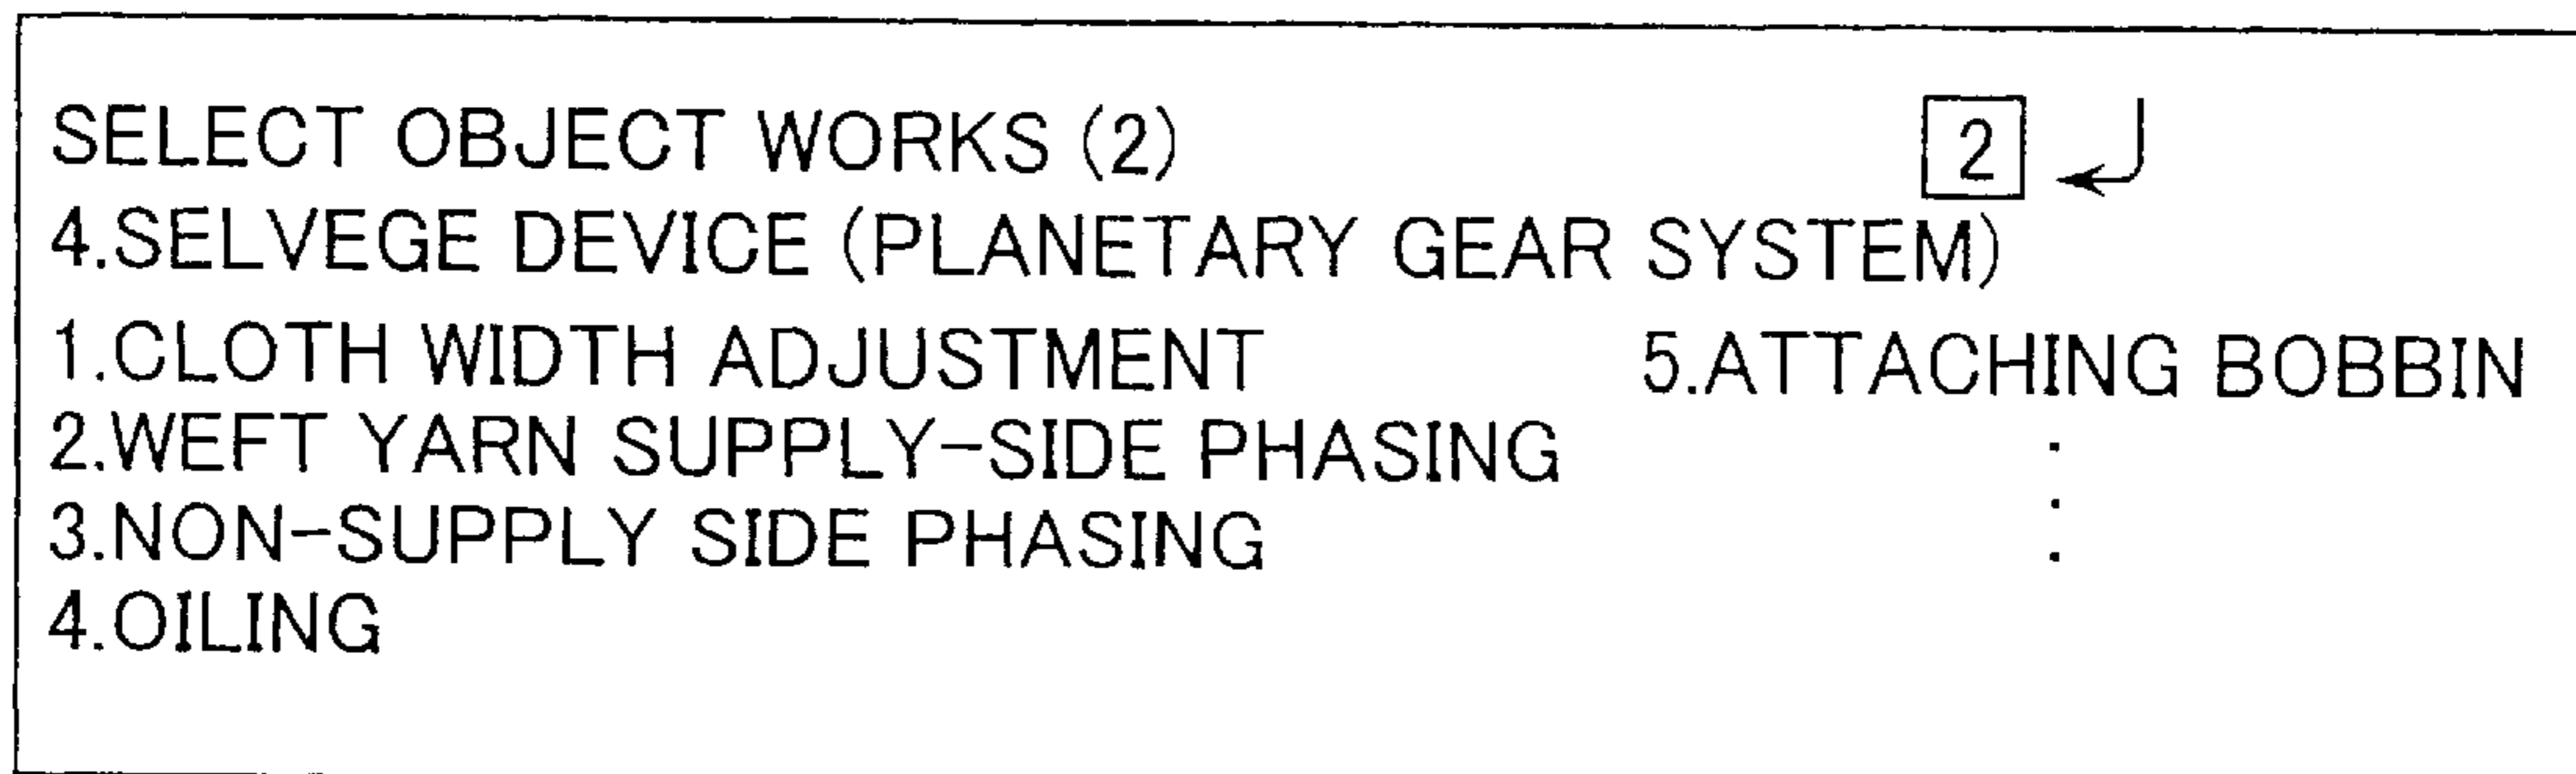 SELECT OBJECT WORKS (2)
2
4.SELVEGE DEVICE (PLANETARY GEAR SYSTEM)
1.CLOTH WIDTH ADJUSTMENT
2.WEFT YARN SUPPLY-SIDE PHASING
3.NON-SUPPLY SIDE PHASING
4.OILING
5.ATTACHING BOBBIN